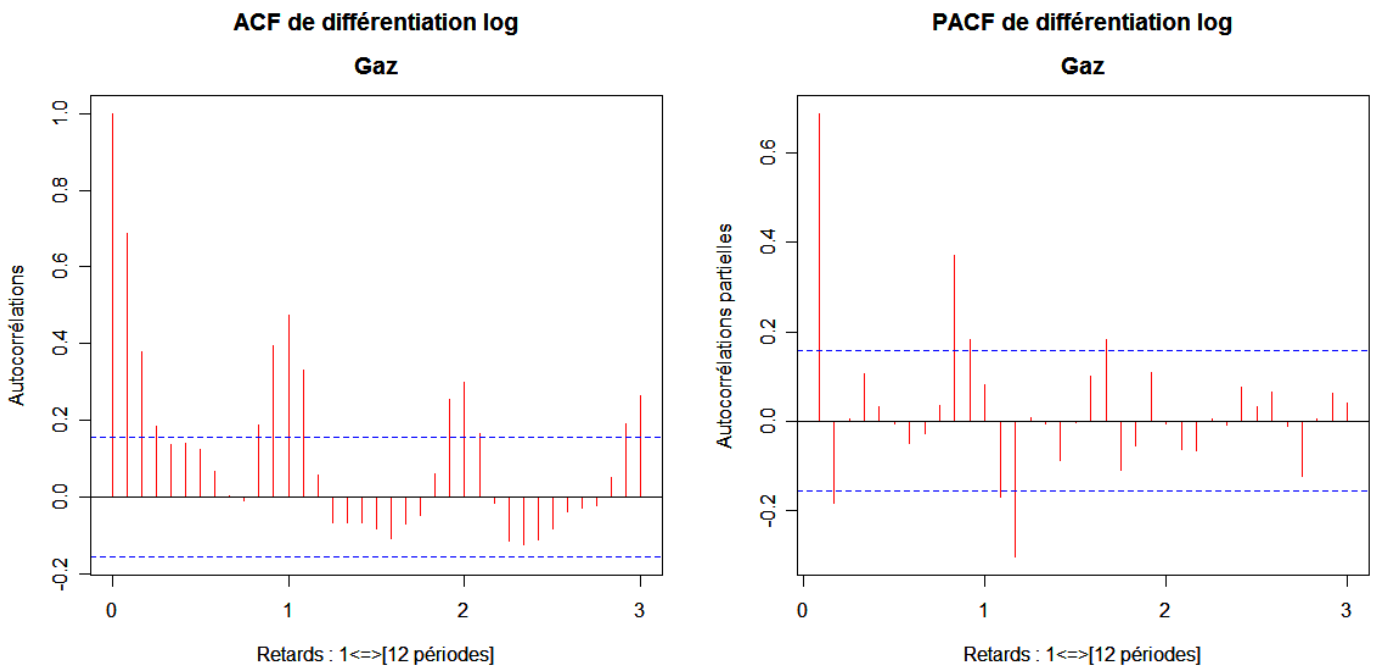 ACF de différentiation log
Gaz
Autocorrélations
1.0
0.8
0.6
0.4
0.2
0.0
-0.2
0
1
2
3
Retards : 1<=>[12 périodes]
PACF de différentiation log
Gaz
Autocorrélations partielles
0.6
0.4
0.2
0.0
-0.2
0
1
2
3
Retards : 1<=>[12 périodes]